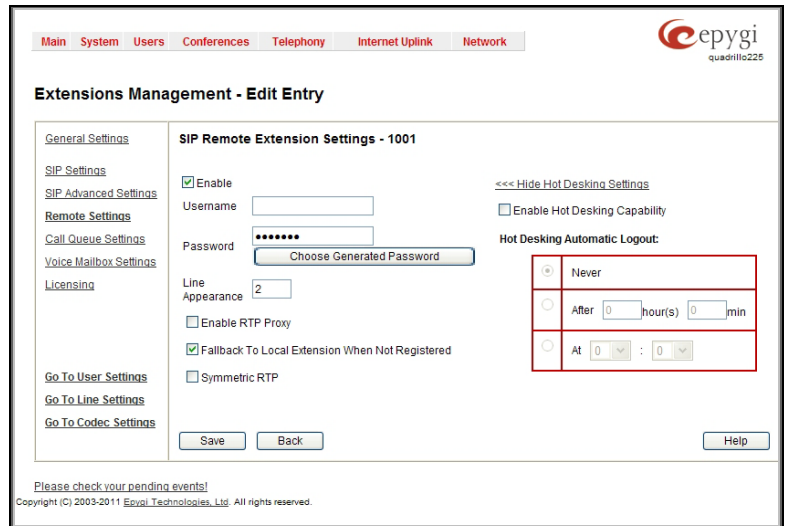 Main System Users Conferences Telephony Internet Uplink Network
epygi
quadrillo225
Extensions Management - Edit Entry
General Settings
SIP Settings
SIP Advanced Settings
Remote Settings
Call Queue Settings
Voice Mailbox Settings
Licensing
Go To User Settings
Go To Line Settings
Go To Codec Settings
SIP Remote Extension Settings - 1001
Enable
Username
Password •••••••
Choose Generated Password
Line
Appearance 2
Enable RTP Proxy
Fallback To Local Extension When Not Registered
Symmetric RTP
<<< Hide Hot Desking Settings
Enable Hot Desking Capability
Hot Desking Automatic Logout:
Never
After 0 hour(s) 0 min
At 0 : 0
Save Back Help
Please check your pending events!
Copyright (C) 2003-2011 Epygi Technologies, Ltd. All rights reserved.